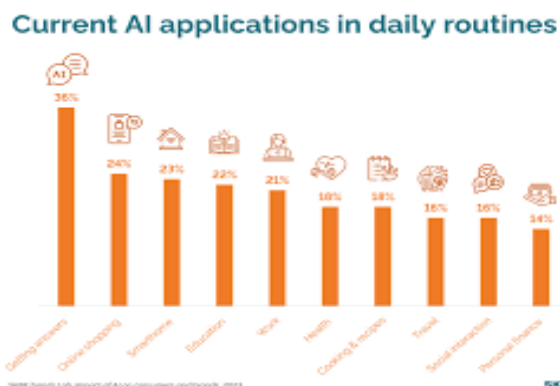 Current AI applications in daily routines
AI
36%
24%
23%
22%
21%
18%
18%
16%
16%
14%
Getting answers
Online shopping
Smarthome
Education
Work
Health
Cooking & recipes
Travel
Social interaction
Personal finance